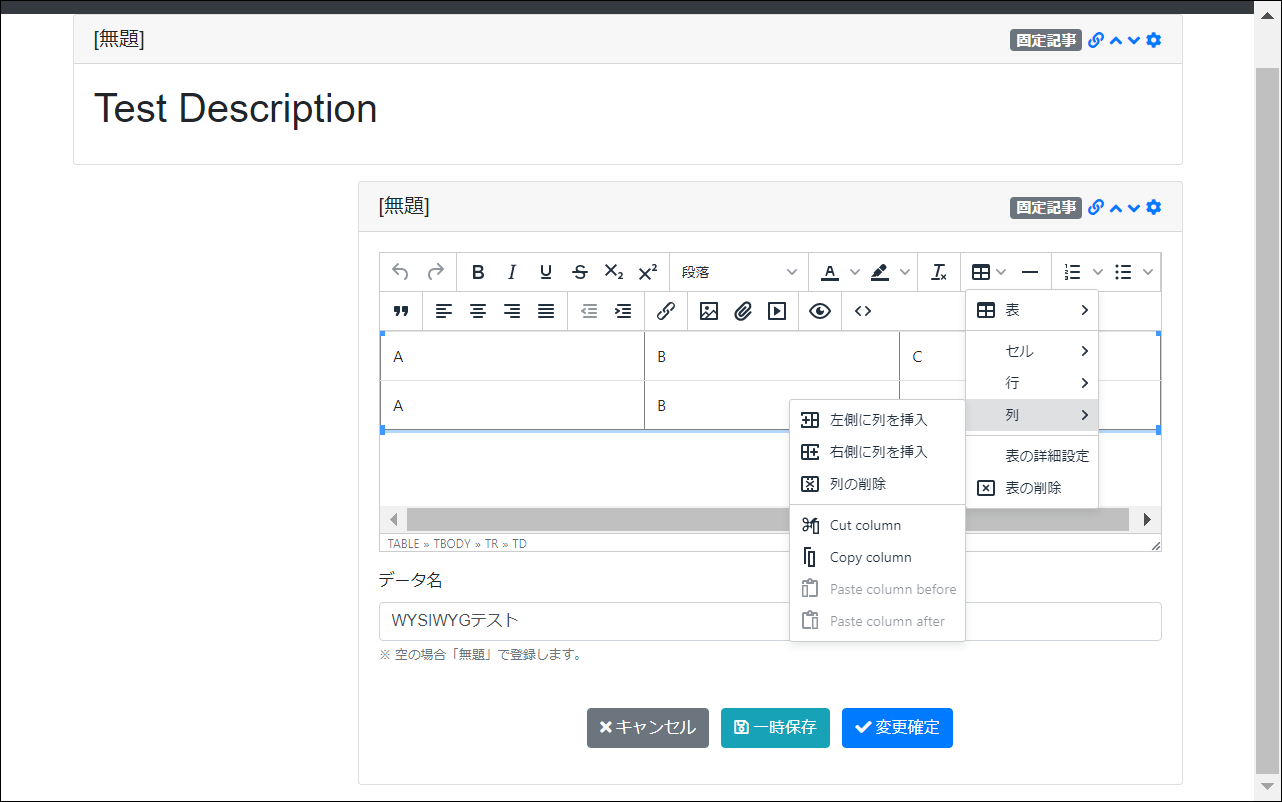 [無題]
固定記事
Test Description
[無題]
固定記事
B I U S X₂ X²
段落
A
表
A
B
C
セル
行
A
B
列
左側に列を挿入
右側に列を挿入
列の削除
表の詳細設定
表の削除
Cut column
Copy column
Paste column before
Paste column after
TABLE » TBODY » TR » TD
データ名
WYSIWYGテスト
※ 空の場合「無題」で登録します。
キャンセル
一時保存
変更確定